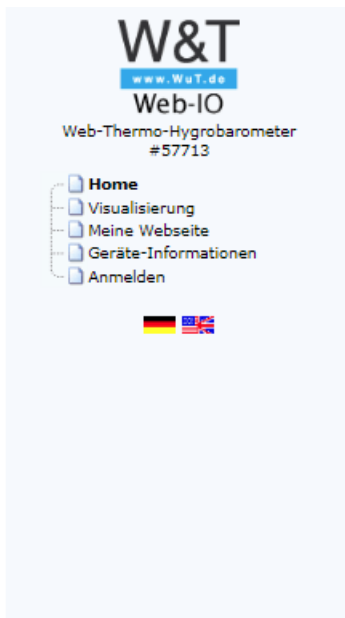 W&T
www.WuT.de
Web-IO
Web-Thermo-Hygrobarometer
#57713
Home
Visualisierung
Meine Webseite
Geräte-Informationen
Anmelden